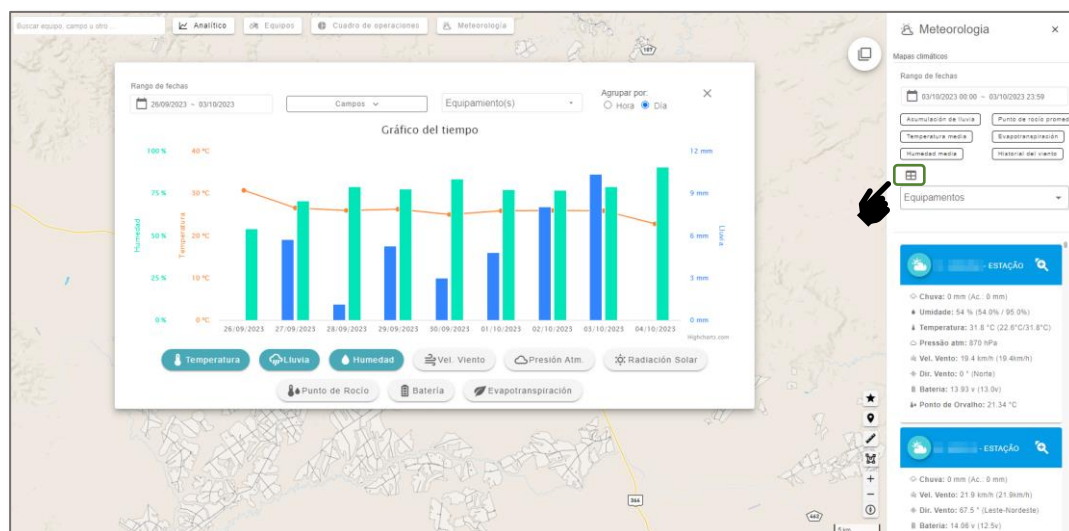 Buscar equipo, campo u otro...
Analítico
Equipos
Cuadro de operaciones
Meteorología
107
Rango de fechas
26/09/2023 ~ 03/10/2023
Campos
Equipamiento(s)
Agrupar por:
Hora
Día
Gráfico del tiempo
100 %
40 °C
12 mm
75 %
30 °C
9 mm
50 %
20 °C
6 mm
25 %
10 °C
3 mm
0 %
0 °C
0 mm
Humedad
Temperatura
Lluvia
26/09/2023 27/09/2023 28/09/2023 29/09/2023 30/09/2023 01/10/2023 02/10/2023 03/10/2023 04/10/2023
Highcharts.com
Temperatura
Lluvia
Humedad
Vel. Viento
Presión Atm.
Radiación Solar
Punto de Rocío
Batería
Evapotranspiración
364
442
5 km
Meteorologia
Mapas climáticos
Rango de fechas
03/10/2023 00:00 ~ 03/10/2023 23:59
Acumulación de lluvia
Punto de rocío promed
Temperatura media
Evapotranspiración
Humedad media
Historial del viento
Equipamentos
- ESTAÇÃO
Chuva: 0 mm (Ac.: 0 mm)
Umidade: 54 % (54.0% / 95.0%)
Temperatura: 31.8 °C (22.6°C/31.8°C)
Pressão atm: 870 hPa
Vel. Vento: 19.4 km/h (19.4km/h)
Dir. Vento: 0 ° (Norte)
Bateria: 13.93 v (13.0v)
Ponto de Orvalho: 21.34 °C
- ESTAÇÃO
Chuva: 0 mm (Ac.: 0 mm)
Vel. Vento: 21.9 km/h (21.9km/h)
Dir. Vento: 67.5 ° (Leste-Nordeste)
Bateria: 14.06 v (12.5v)